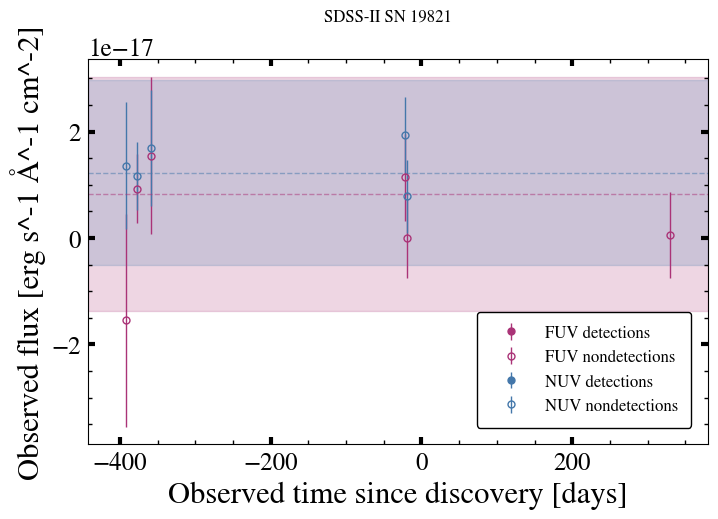 SDSS-II SN 19821
1e−17
2
0
−2
−400
−200
0
200
Observed time since discovery [days]
Observed flux [erg s^-1 Å^-1 cm^-2]
FUV detections
FUV nondetections
NUV detections
NUV nondetections